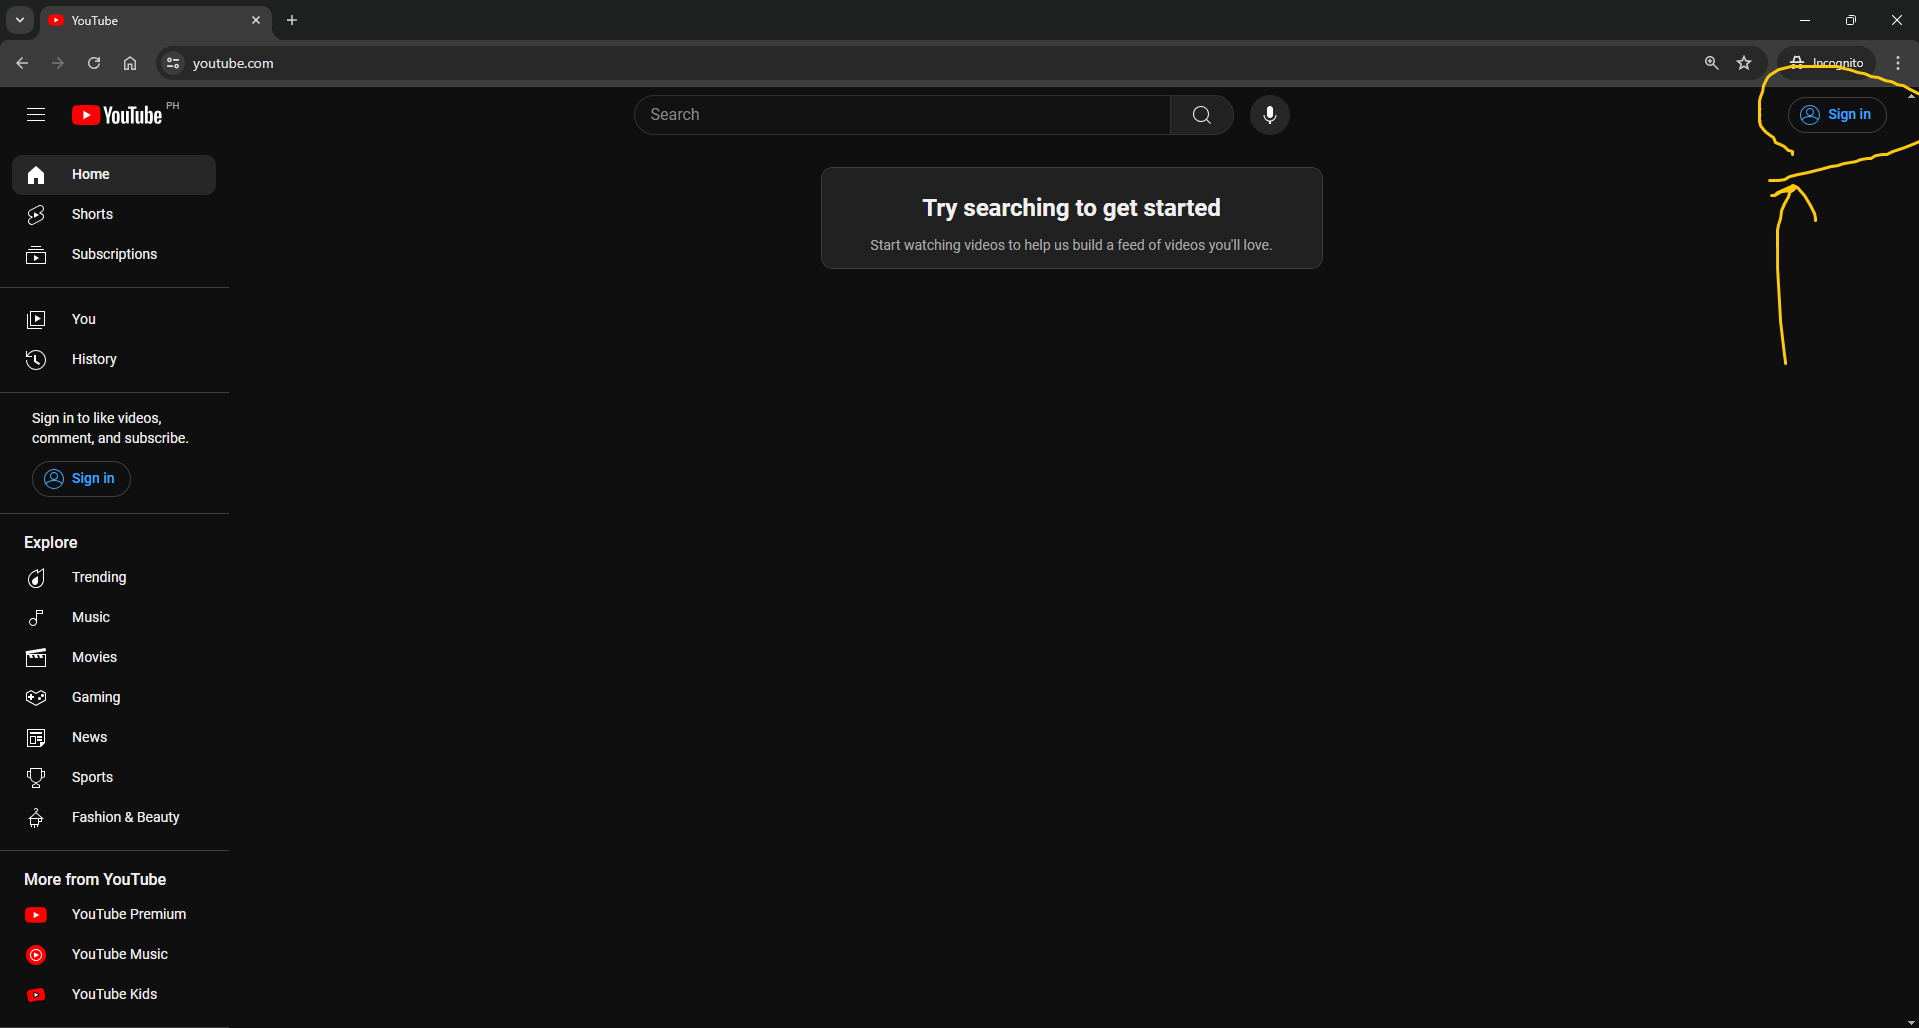 YouTube
youtube.com
Incognito
YouTube PH
Search
Sign in
Home
Shorts
Subscriptions
You
History
Sign in to like videos,
comment, and subscribe.
Sign in
Explore
Trending
Music
Movies
Gaming
News
Sports
Fashion & Beauty
More from YouTube
YouTube Premium
YouTube Music
YouTube Kids
Try searching to get started
Start watching videos to help us build a feed of videos you'll love.